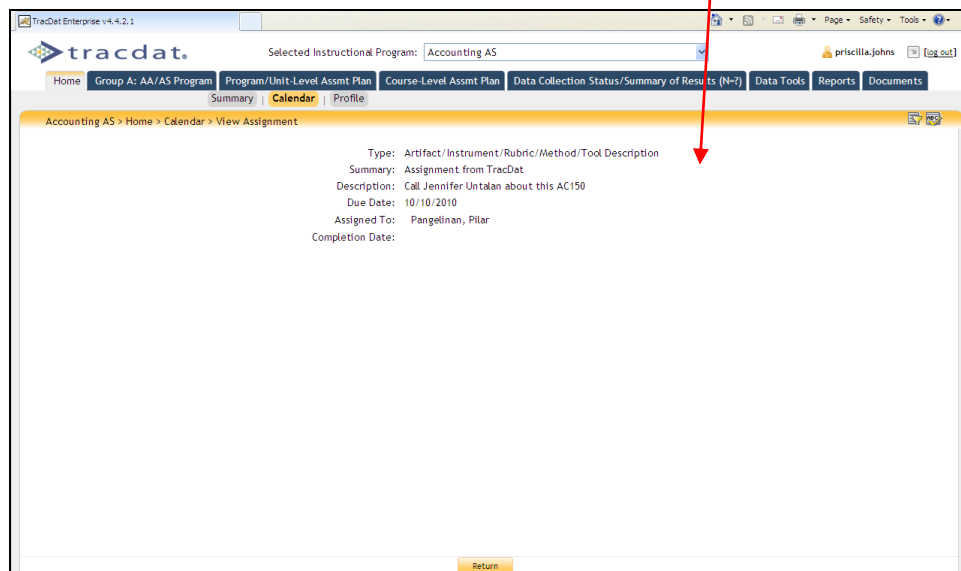 TracDat Enterprise v4.4.2.1
Page Safety Tools
tracdat. Selected Instructional Program: Accounting AS priscilla.johns [log out]
Home Group A: AA/AS Program Program/Unit-Level Assmt Plan Course-Level Assmt Plan Data Collection Status/Summary of Results (N=?) Data Tools Reports Documents
Summary | Calendar | Profile
Accounting AS > Home > Calendar > View Assignment
Type: Artifact/Instrument/Rubric/Method/Tool Description
Summary: Assignment from TracDat
Description: Call Jennifer Untalan about this AC150
Due Date: 10/10/2010
Assigned To: Pangelinan, Pilar
Completion Date:
Return